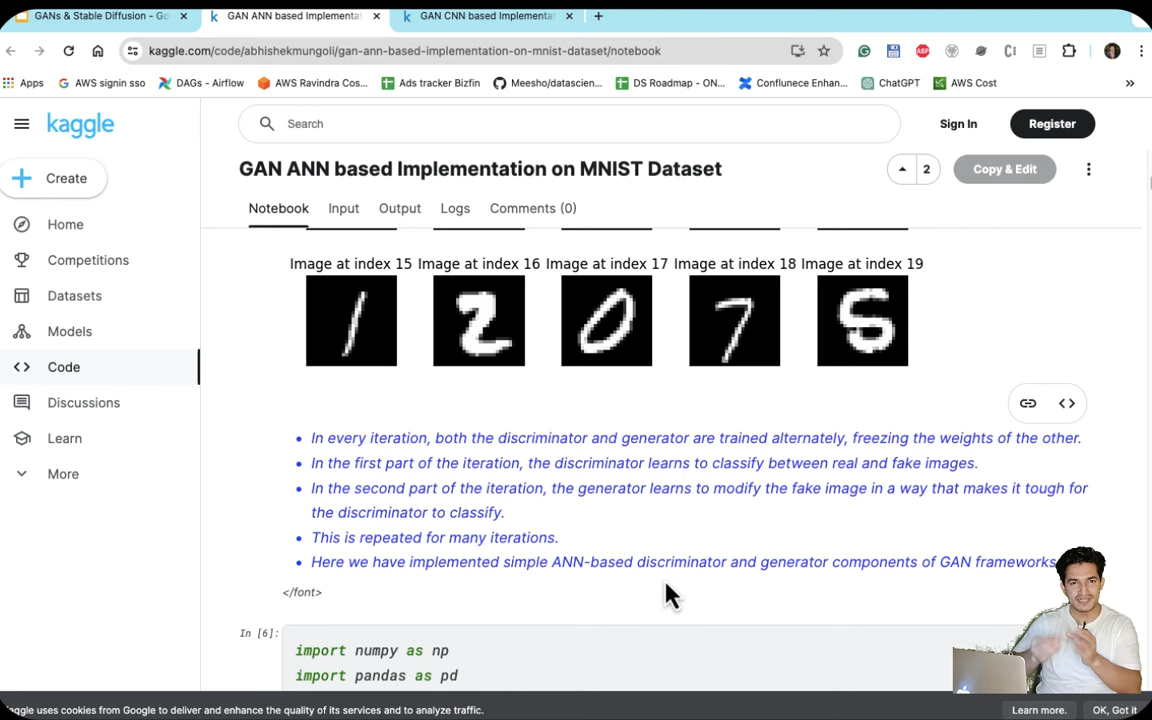 GANs & Stable Diffusion - Go
GAN ANN based Implementati
GAN CNN based Implementati
kaggle.com/code/abhishekmungoli/gan-ann-based-implementation-on-mnist-dataset/notebook
Apps
AWS signin sso
DAGs - Airflow
AWS Ravindra Cos...
Ads tracker Bizfin
Meesho/datascien...
DS Roadmap - ON...
Conflunece Enhan...
ChatGPT
AWS Cost
kaggle
Search
Sign In
Register
Create
GAN ANN based Implementation on MNIST Dataset
2
Copy & Edit
Home
Competitions
Datasets
Models
Code
Discussions
Learn
More
Notebook Input Output Logs Comments (0)
Image at index 15 Image at index 16 Image at index 17 Image at index 18 Image at index 19
1 2 0 7 5
• In every iteration, both the discriminator and generator are trained alternately, freezing the weights of the other.
• In the first part of the iteration, the discriminator learns to classify between real and fake images.
• In the second part of the iteration, the generator learns to modify the fake image in a way that makes it tough for
the discriminator to classify.
• This is repeated for many iterations.
• Here we have implemented simple ANN-based discriminator and generator components of GAN frameworks
</font>
In [6]:
import numpy as np
import pandas as pd
aggle uses cookies from Google to deliver and enhance the quality of its services and to analyze traffic.
Learn more.
OK, Got it